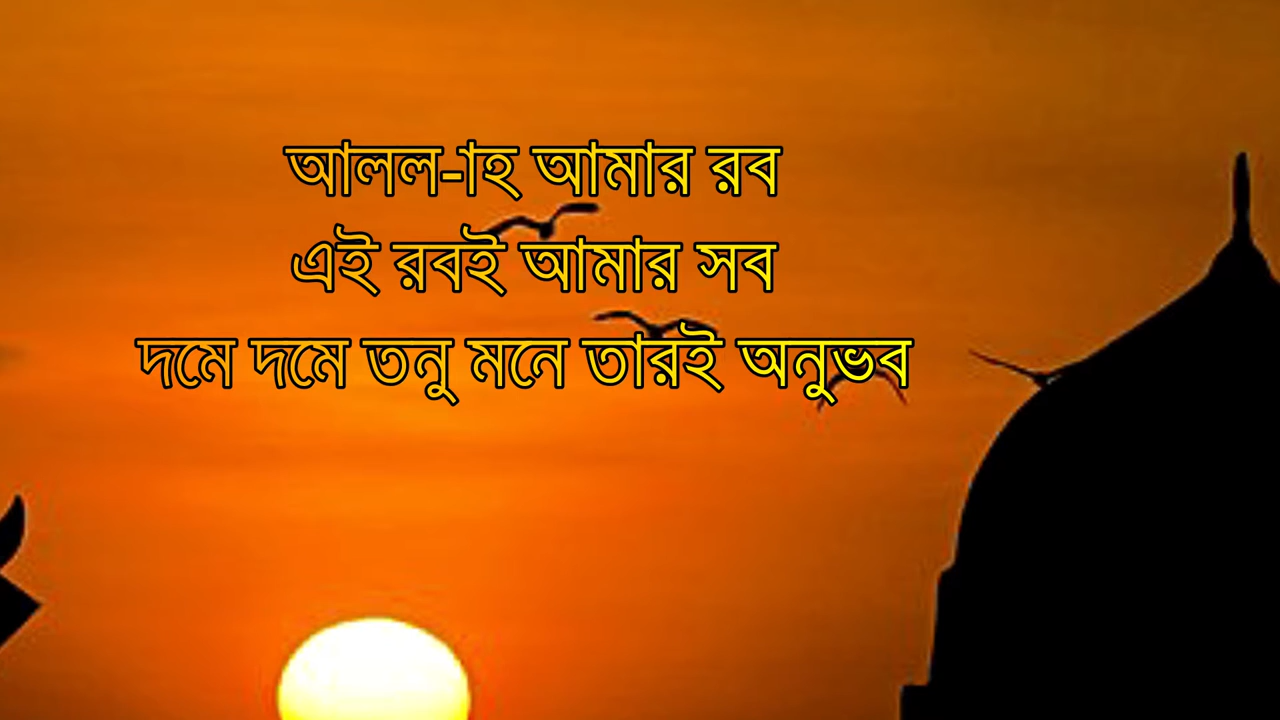 আলল-াহ আমার রব
এই রবই আমার সব
দমে দমে তনু মনে তারই অনুভব